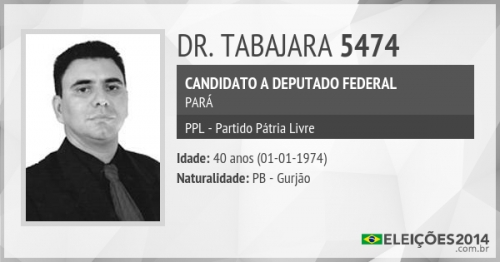 DR. TABAJARA 5474
CANDIDATO A DEPUTADO FEDERAL
PARÁ
PPL - Partido Pátria Livre
Idade: 40 anos (01-01-1974)
Naturalidade: PB - Gurjão
ELEIÇÕES2014
.com.br